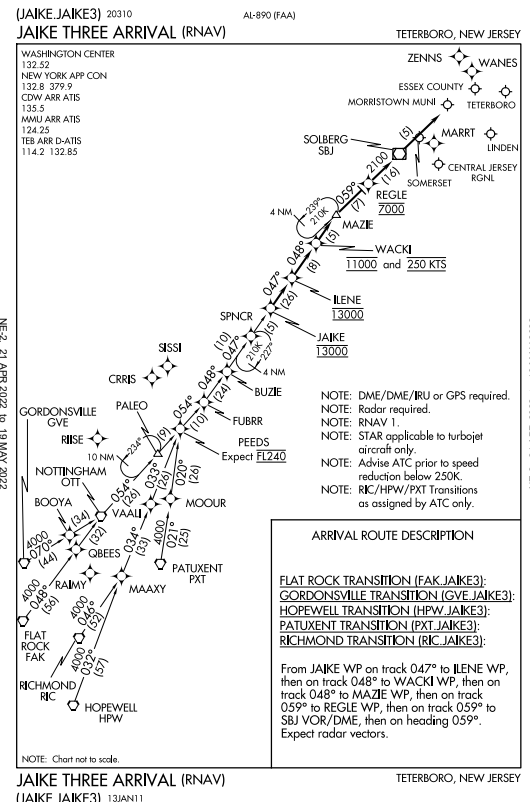 (JAIKE.JAIKE3) 20310
AL-890 (FAA)
JAIKE THREE ARRIVAL (RNAV)
TETERBORO, NEW JERSEY
WASHINGTON CENTER
132.52
NEW YORK APP CON
132.8 379.9
CDW ARR ATIS
135.5
MMU ARR ATIS
124.25
TEB ARR D-ATIS
114.2 132.85
ZENNS
WANES
ESSEX COUNTY
MORRISTOWN MUNI
TETERBORO
SOLBERG
SBJ
(5)
MARRT
LINDEN
CENTRAL JERSEY
RGNL
SOMERSET
2100
(16)
REGLE
7000
059°
(7)
4 NM
239°
210K
MAZIE
(5)
048°
WACKI
11000 and 250 KTS
(8)
047°
ILENE
13000
(26)
JAIKE
13000
SPNCR
(5)
210K
227°
4 NM
(10)
047°
BUZIE
SISSI
CRRIS
048°
(24)
FUBRR
054°
(10)
PEEDS
Expect FL240
GORDONSVILLE
GVE
PALEO
RIISE
234°
10 NM
(9)
NOTTINGHAM
OTT
BOOYA
054°
(26)
033°
(26)
020°
(26)
VAALI
MOOUR
(34)
(32)
4000
070°
(44)
QBEES
034°
(33)
4000
021°
(25)
PATUXENT
PXT
4000
048°
(56)
RAIMY
MAAXY
FLAT
ROCK
FAK
4000
046°
(52)
RICHMOND
RIC
4000
032°
(57)
HOPEWELL
HPW
NOTE: DME/DME/IRU or GPS required.
NOTE: Radar required.
NOTE: RNAV 1.
NOTE: STAR applicable to turbojet
aircraft only.
NOTE: Advise ATC prior to speed
reduction below 250K.
NOTE: RIC/HPW/PXT Transitions
as assigned by ATC only.
ARRIVAL ROUTE DESCRIPTION
FLAT ROCK TRANSITION (FAK.JAIKE3):
GORDONSVILLE TRANSITION (GVE.JAIKE3):
HOPEWELL TRANSITION (HPW.JAIKE3):
PATUXENT TRANSITION (PXT.JAIKE3):
RICHMOND TRANSITION (RIC.JAIKE3):
From JAIKE WP on track 047° to ILENE WP,
then on track 048° to WACKI WP, then on
track 048° to MAZIE WP, then on track
059° to REGLE WP, then on track 059° to
SBJ VOR/DME, then on heading 059°.
Expect radar vectors.
NOTE: Chart not to scale.
NE-2, 21 APR 2022 to 19 MAY 2022
JAIKE THREE ARRIVAL (RNAV)
TETERBORO, NEW JERSEY
(JAIKE.JAIKE3) 13JAN11